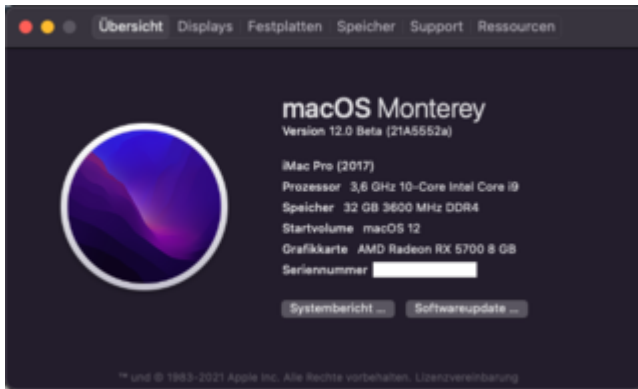 Übersicht Displays Festplatten Speicher Support Ressourcen
macOS Monterey
Version 12.0 Beta (21A5552a)
iMac Pro (2017)
Prozessor 3,6 GHz 10-Core Intel Core i9
Speicher 32 GB 3600 MHz DDR4
Startvolume macOS 12
Grafikkarte AMD Radeon RX 5700 8 GB
Seriennummer
Systembericht ...
Softwareupdate ...
™ und © 1983-2021 Apple Inc. Alle Rechte vorbehalten. Lizenzvereinbarung